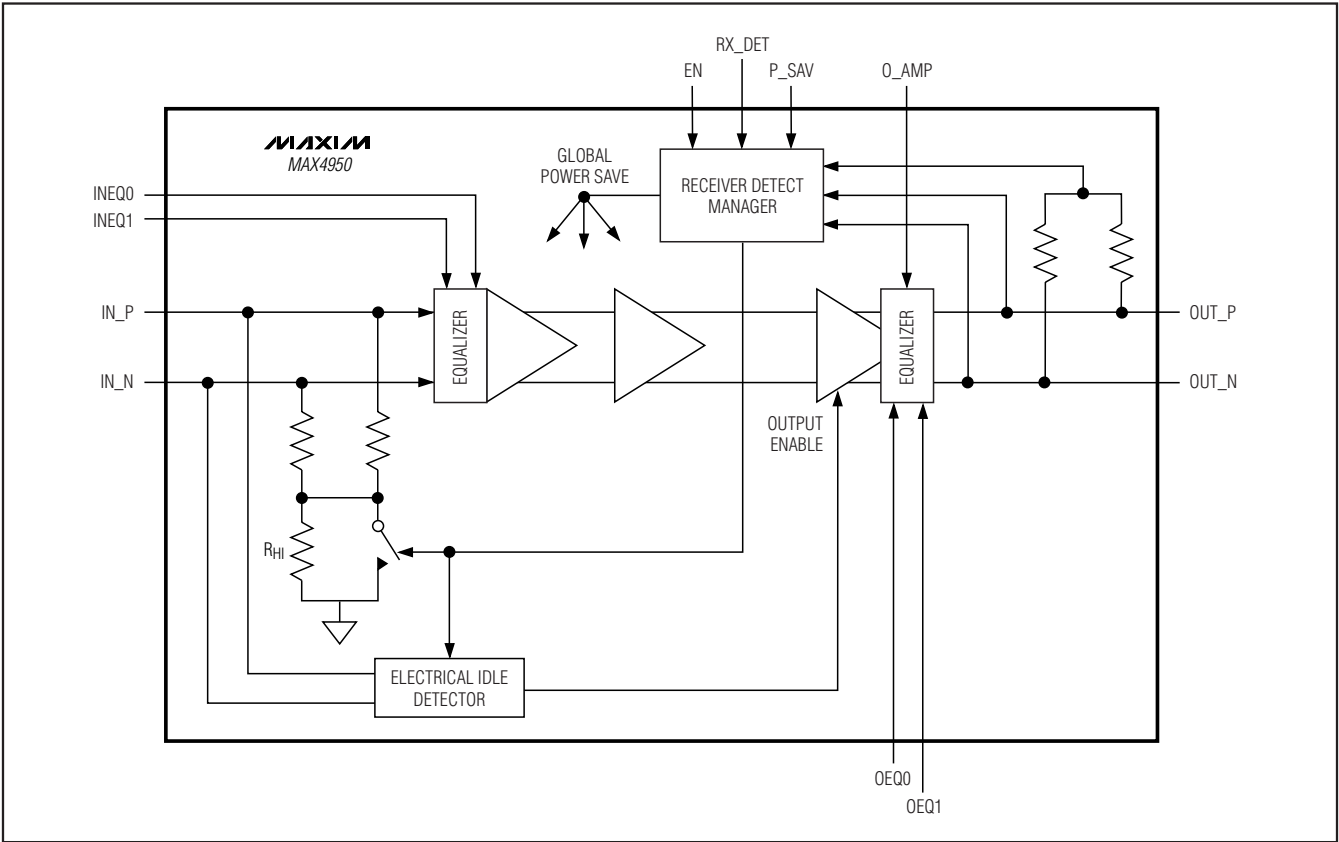 RX_DET
EN
P_SAV
O_AMP
MAXIM
MAX4950
GLOBAL
POWER SAVE
RECEIVER DETECT
MANAGER
INEQ0
INEQ1
IN_P
EQUALIZER
EQUALIZER
OUT_P
IN_N
OUT_N
OUTPUT
ENABLE
RHI
ELECTRICAL IDLE
DETECTOR
OEQ0
OEQ1